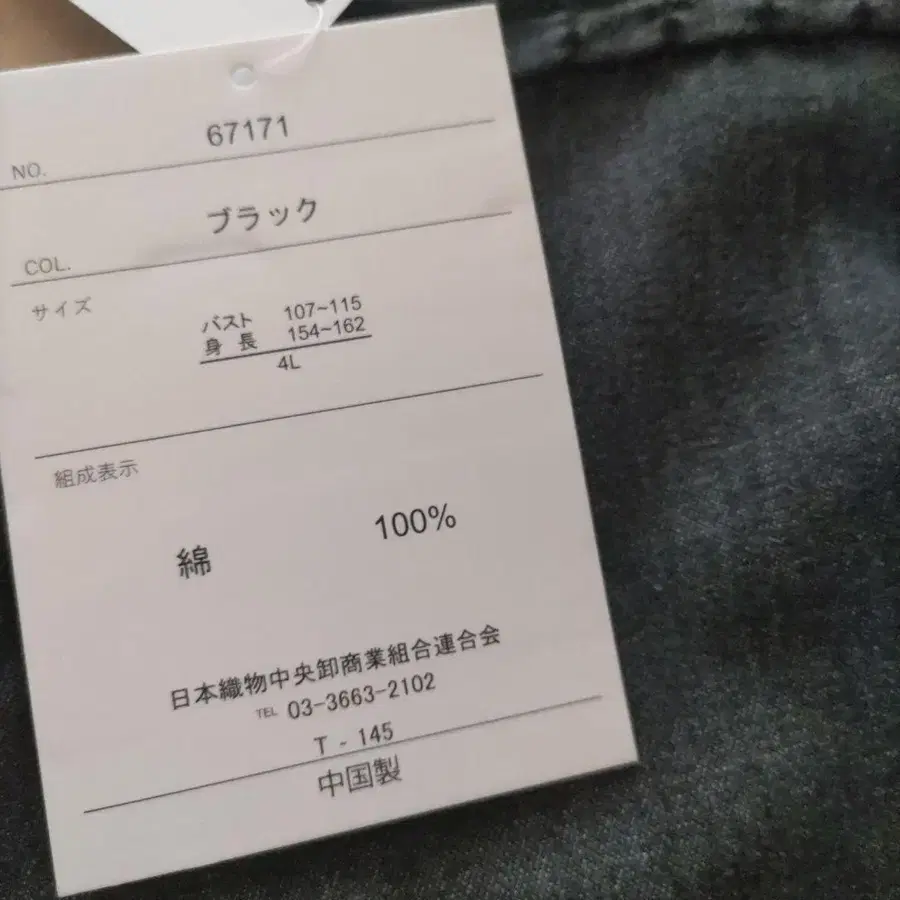 NO. 67171
COL. ブラック
サイズ
バスト 107~115
身長 154~162
4L
組成表示
綿 100%
日本織物中央卸商業組合連合会
TEL 03-3663-2102
T - 145
中国製